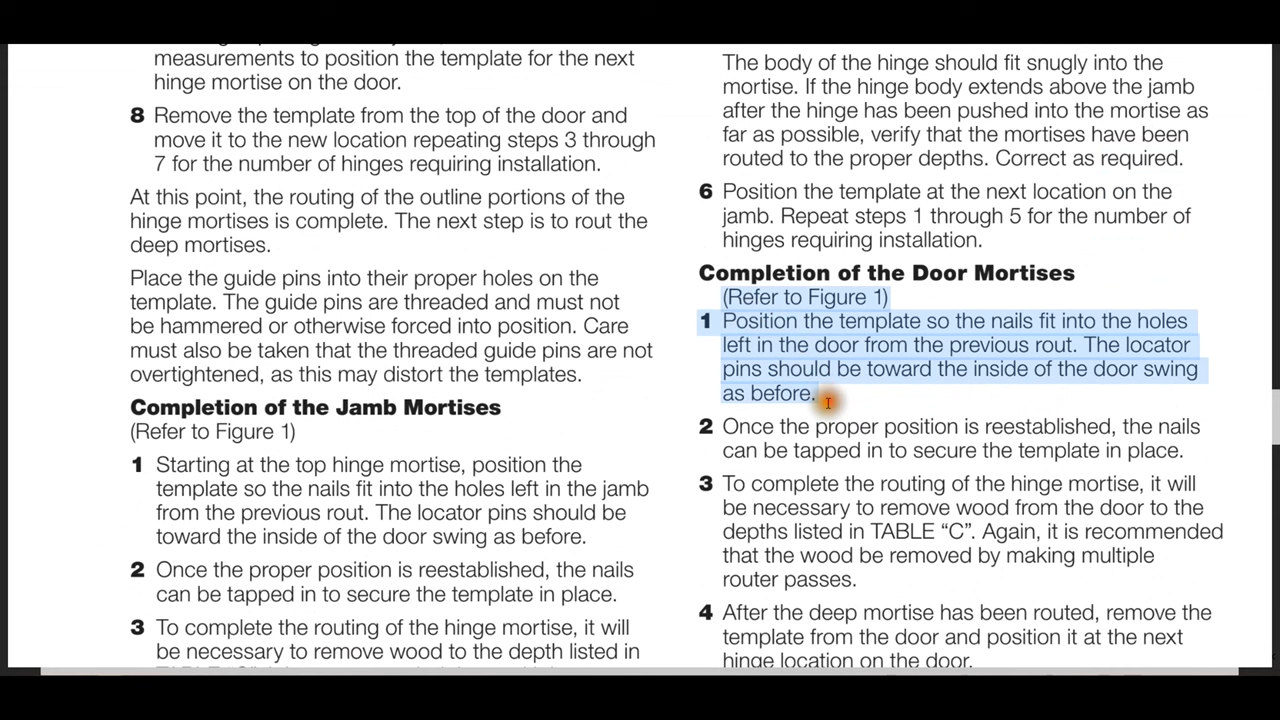 measurements to position the template for the next
hinge mortise on the door.
8 Remove the template from the top of the door and
move it to the new location repeating steps 3 through
7 for the number of hinges requiring installation.
At this point, the routing of the outline portions of the
hinge mortises is complete. The next step is to rout the
deep mortises.
Place the guide pins into their proper holes on the
template. The guide pins are threaded and must not
be hammered or otherwise forced into position. Care
must also be taken that the threaded guide pins are not
overtightened, as this may distort the templates.
Completion of the Jamb Mortises
(Refer to Figure 1)
1 Starting at the top hinge mortise, position the
template so the nails fit into the holes left in the jamb
from the previous rout. The locator pins should be
toward the inside of the door swing as before.
2 Once the proper position is reestablished, the nails
can be tapped in to secure the template in place.
3 To complete the routing of the hinge mortise, it will
be necessary to remove wood to the depth listed in
The body of the hinge should fit snugly into the
mortise. If the hinge body extends above the jamb
after the hinge has been pushed into the mortise as
far as possible, verify that the mortises have been
routed to the proper depths. Correct as required.
6 Position the template at the next location on the
jamb. Repeat steps 1 through 5 for the number of
hinges requiring installation.
Completion of the Door Mortises
(Refer to Figure 1)
1 Position the template so the nails fit into the holes
left in the door from the previous rout. The locator
pins should be toward the inside of the door swing
as before.
2 Once the proper position is reestablished, the nails
can be tapped in to secure the template in place.
3 To complete the routing of the hinge mortise, it will
be necessary to remove wood from the door to the
depths listed in TABLE “C”. Again, it is recommended
that the wood be removed by making multiple
router passes.
4 After the deep mortise has been routed, remove the
template from the door and position it at the next
hinge location on the door.